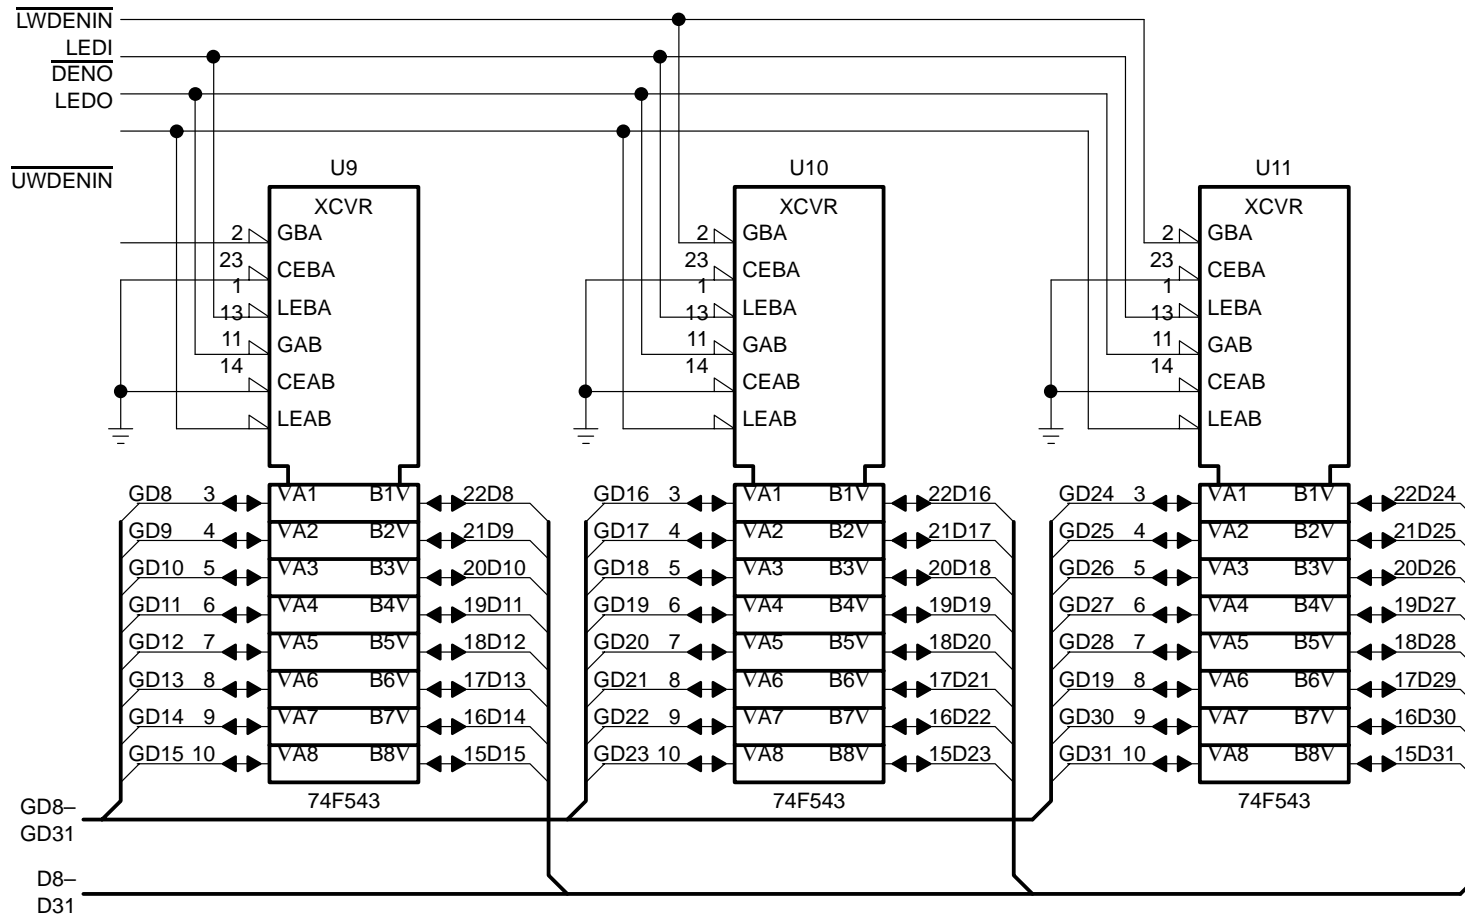 LWDENIN
LEDI
DENO
LEDO
UWDENIN
U9 U10 U11
XCVR XCVR XCVR
2 GBA 2 GBA 2 GBA
23 CEBA 23 CEBA 23 CEBA
1 1 1
13 LEBA 13 LEBA 13 LEBA
11 GAB 11 GAB 11 GAB
14 CEAB 14 CEAB 14 CEAB
LEAB LEAB LEAB
GD8 3 VA1 B1V 22D8 GD16 3 VA1 B1V 22D16 GD24 3 VA1 B1V 22D24
GD9 4 VA2 B2V 21D9 GD17 4 VA2 B2V 21D17 GD25 4 VA2 B2V 21D25
GD10 5 VA3 B3V 20D10 GD18 5 VA3 B3V 20D18 GD26 5 VA3 B3V 20D26
GD11 6 VA4 B4V 19D11 GD19 6 VA4 B4V 19D19 GD27 6 VA4 B4V 19D27
GD12 7 VA5 B5V 18D12 GD20 7 VA5 B5V 18D20 GD28 7 VA5 B5V 18D28
GD13 8 VA6 B6V 17D13 GD21 8 VA6 B6V 17D21 GD19 8 VA6 B6V 17D29
GD14 9 VA7 B7V 16D14 GD22 9 VA7 B7V 16D22 GD30 9 VA7 B7V 16D30
GD15 10 VA8 B8V 15D15 GD23 10 VA8 B8V 15D23 GD31 10 VA8 B8V 15D31
74F543 74F543 74F543
GD8–
GD31
D8–
D31